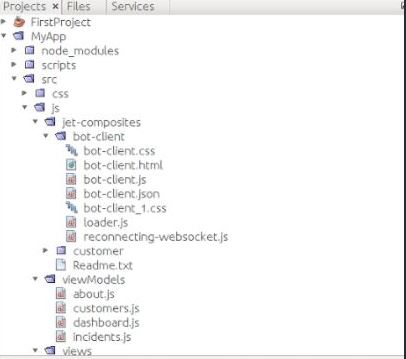 Projects × Files Services
FirstProject
MyApp
node_modules
scripts
src
css
js
jet-composites
bot-client
bot-client.css
bot-client.html
bot-client.js
bot-client.json
bot-client_1.css
loader.js
reconnecting-websocket.js
customer
Readme.txt
viewModels
about.js
customers.js
dashboard.js
incidents.js
views